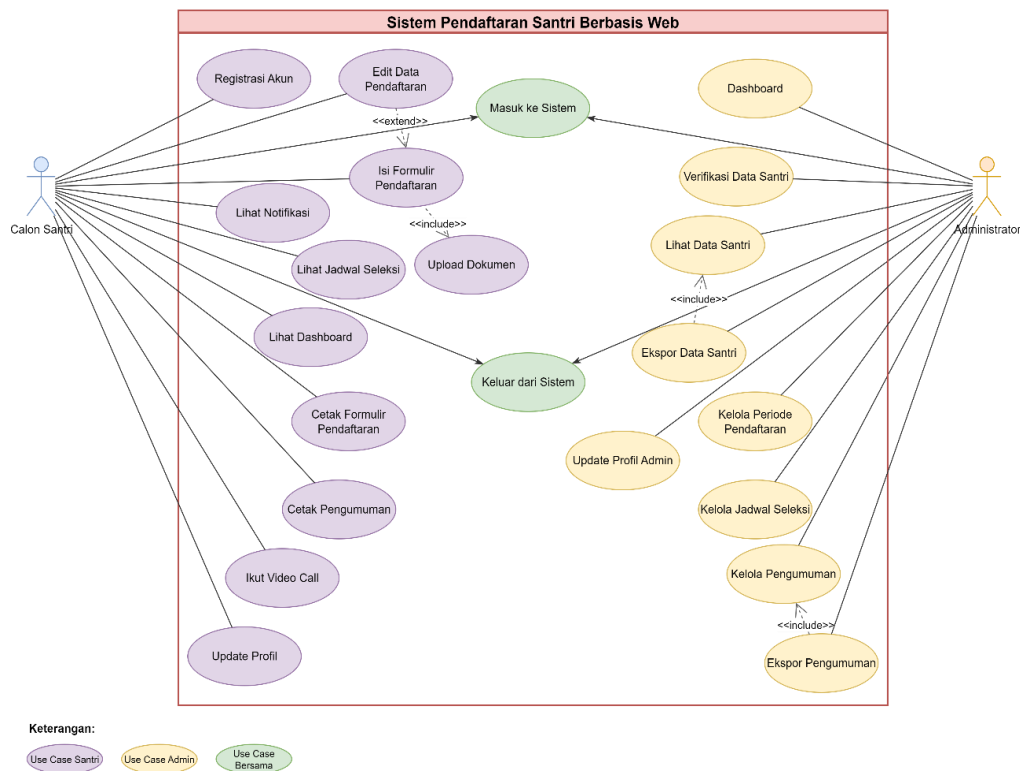 Sistem Pendaftaran Santri Berbasis Web
Registrasi Akun
Edit Data
Pendaftaran
Masuk ke Sistem
Dashboard
<<extend>>
Isi Formulir
Pendaftaran
Verifikasi Data Santri
Lihat Notifikasi
<<include>>
Calon Santri
Administrator
Lihat Data Santri
Lihat Jadwal Seleksi
Upload Dokumen
<<include>>
Lihat Dashboard
Ekspor Data Santri
Keluar dari Sistem
Cetak Formulir
Pendaftaran
Kelola Periode
Pendaftaran
Update Profil Admin
Cetak Pengumuman
Kelola Jadwal Seleksi
Ikut Video Call
Kelola Pengumuman
<<include>>
Update Profil
Ekspor Pengumuman
Keterangan:
Use Case Santri
Use Case Admin
Use Case
Bersama